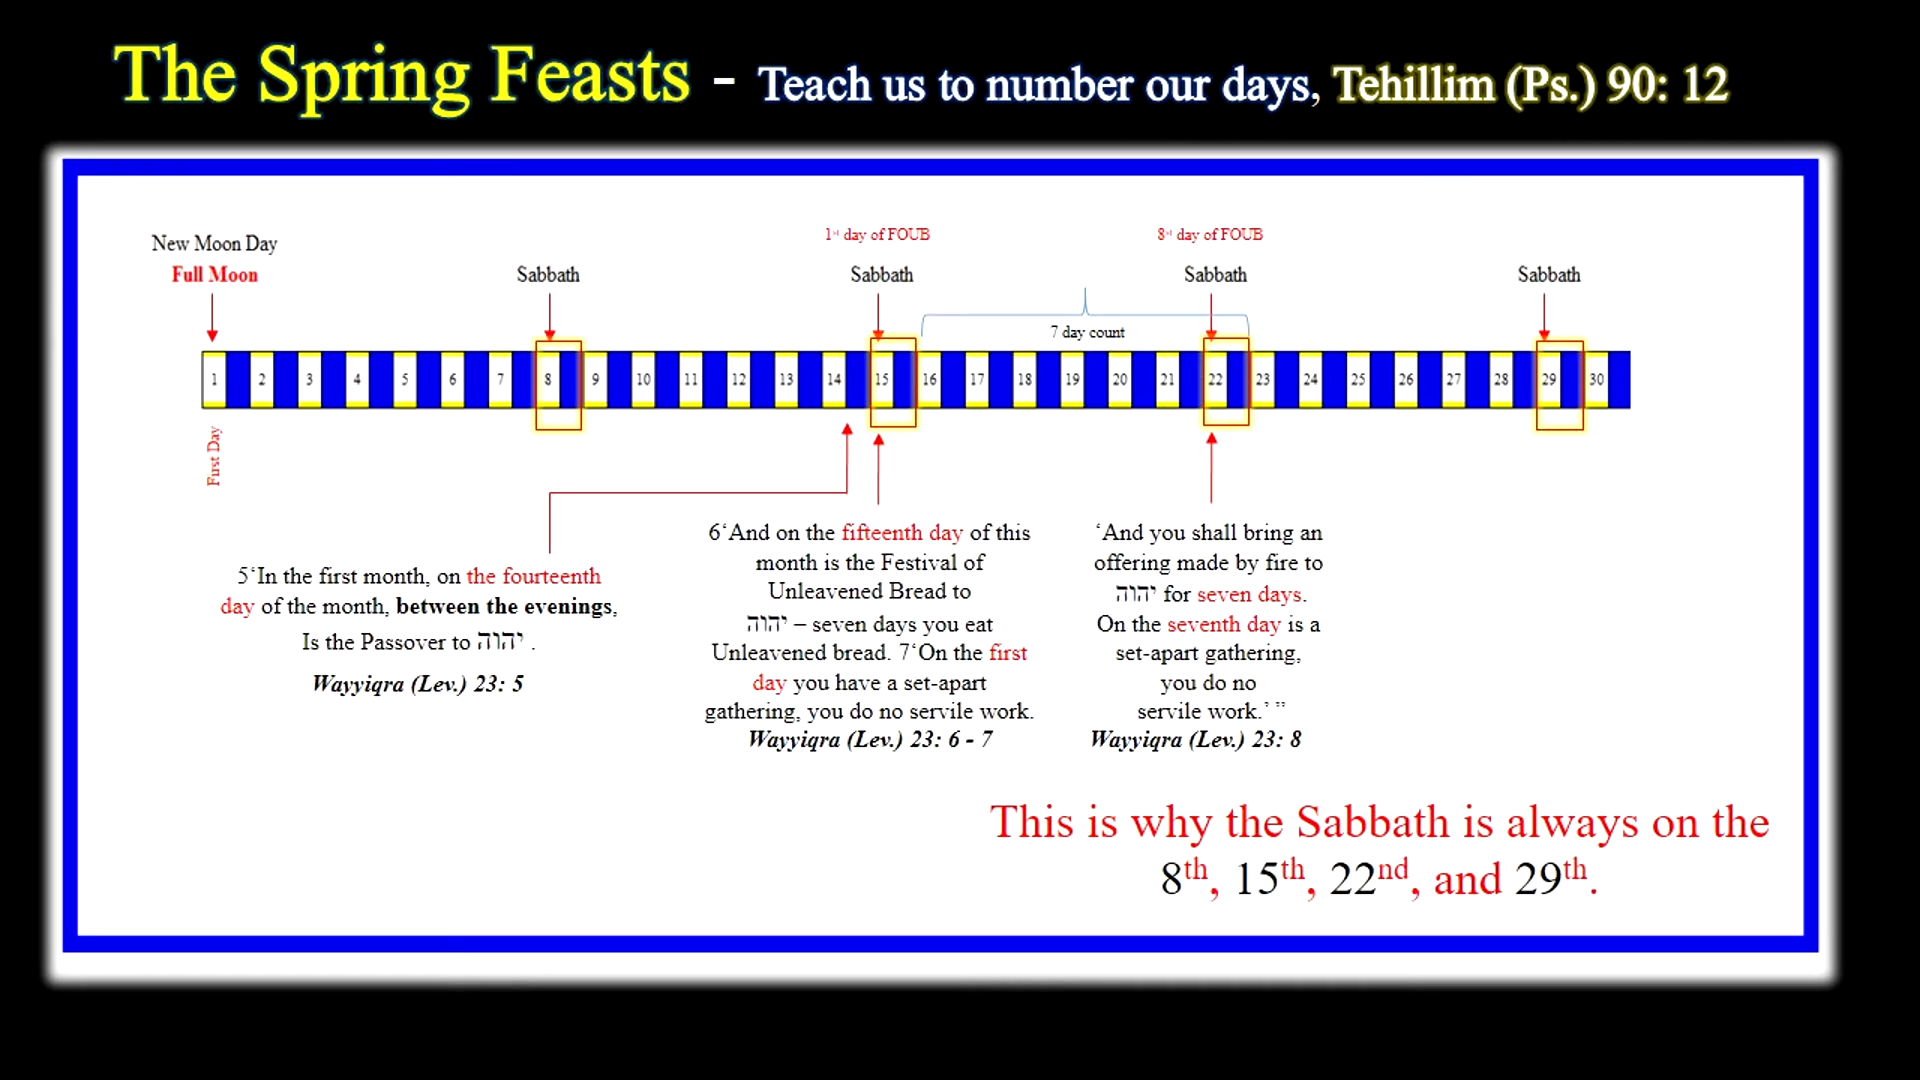 The Spring Feasts - Teach us to number our days, Tehillim (Ps.) 90: 12
1st day of FOUB
8st day of FOUB
New Moon Day
Full Moon
Sabbath
Sabbath
Sabbath
Sabbath
7 day count
1 2 3 4 5 6 7 8 9 10 11 12 13 14 15 16 17 18 19 20 21 22 23 24 25 26 27 28 29 30
First Day
5‘In the first month, on the fourteenth
day of the month, between the evenings,
Is the Passover to יהוה .
Wayyiqra (Lev.) 23: 5
6‘And on the fifteenth day of this
month is the Festival of
Unleavened Bread to
יהוה – seven days you eat
Unleavened bread. 7‘On the first
day you have a set-apart
gathering, you do no servile work.
Wayyiqra (Lev.) 23: 6 - 7
‘And you shall bring an
offering made by fire to
יהוה for seven days.
On the seventh day is a
set-apart gathering,
you do no
servile work.’ ”
Wayyiqra (Lev.) 23: 8
This is why the Sabbath is always on the
8th, 15th, 22nd, and 29th.